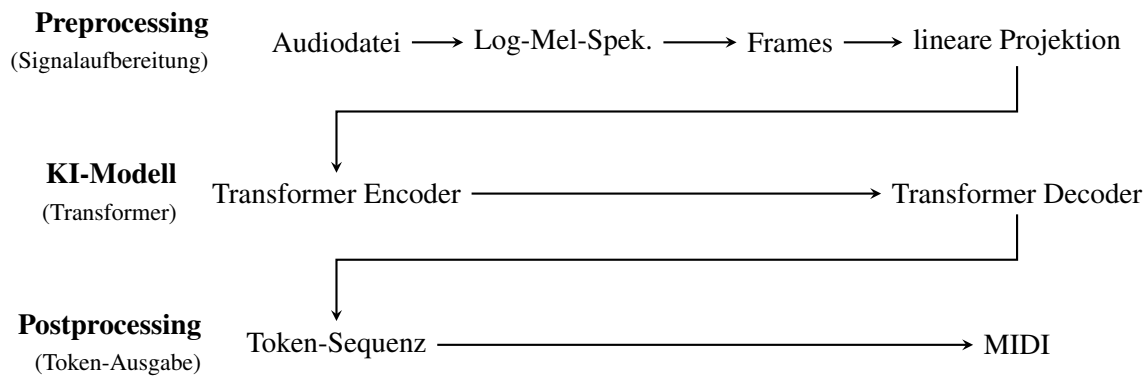 Preprocessing
(Signalaufbereitung)
Audiodatei Log-Mel-Spek. Frames lineare Projektion
KI-Modell
(Transformer)
Transformer Encoder Transformer Decoder
Postprocessing
(Token-Ausgabe)
Token-Sequenz MIDI